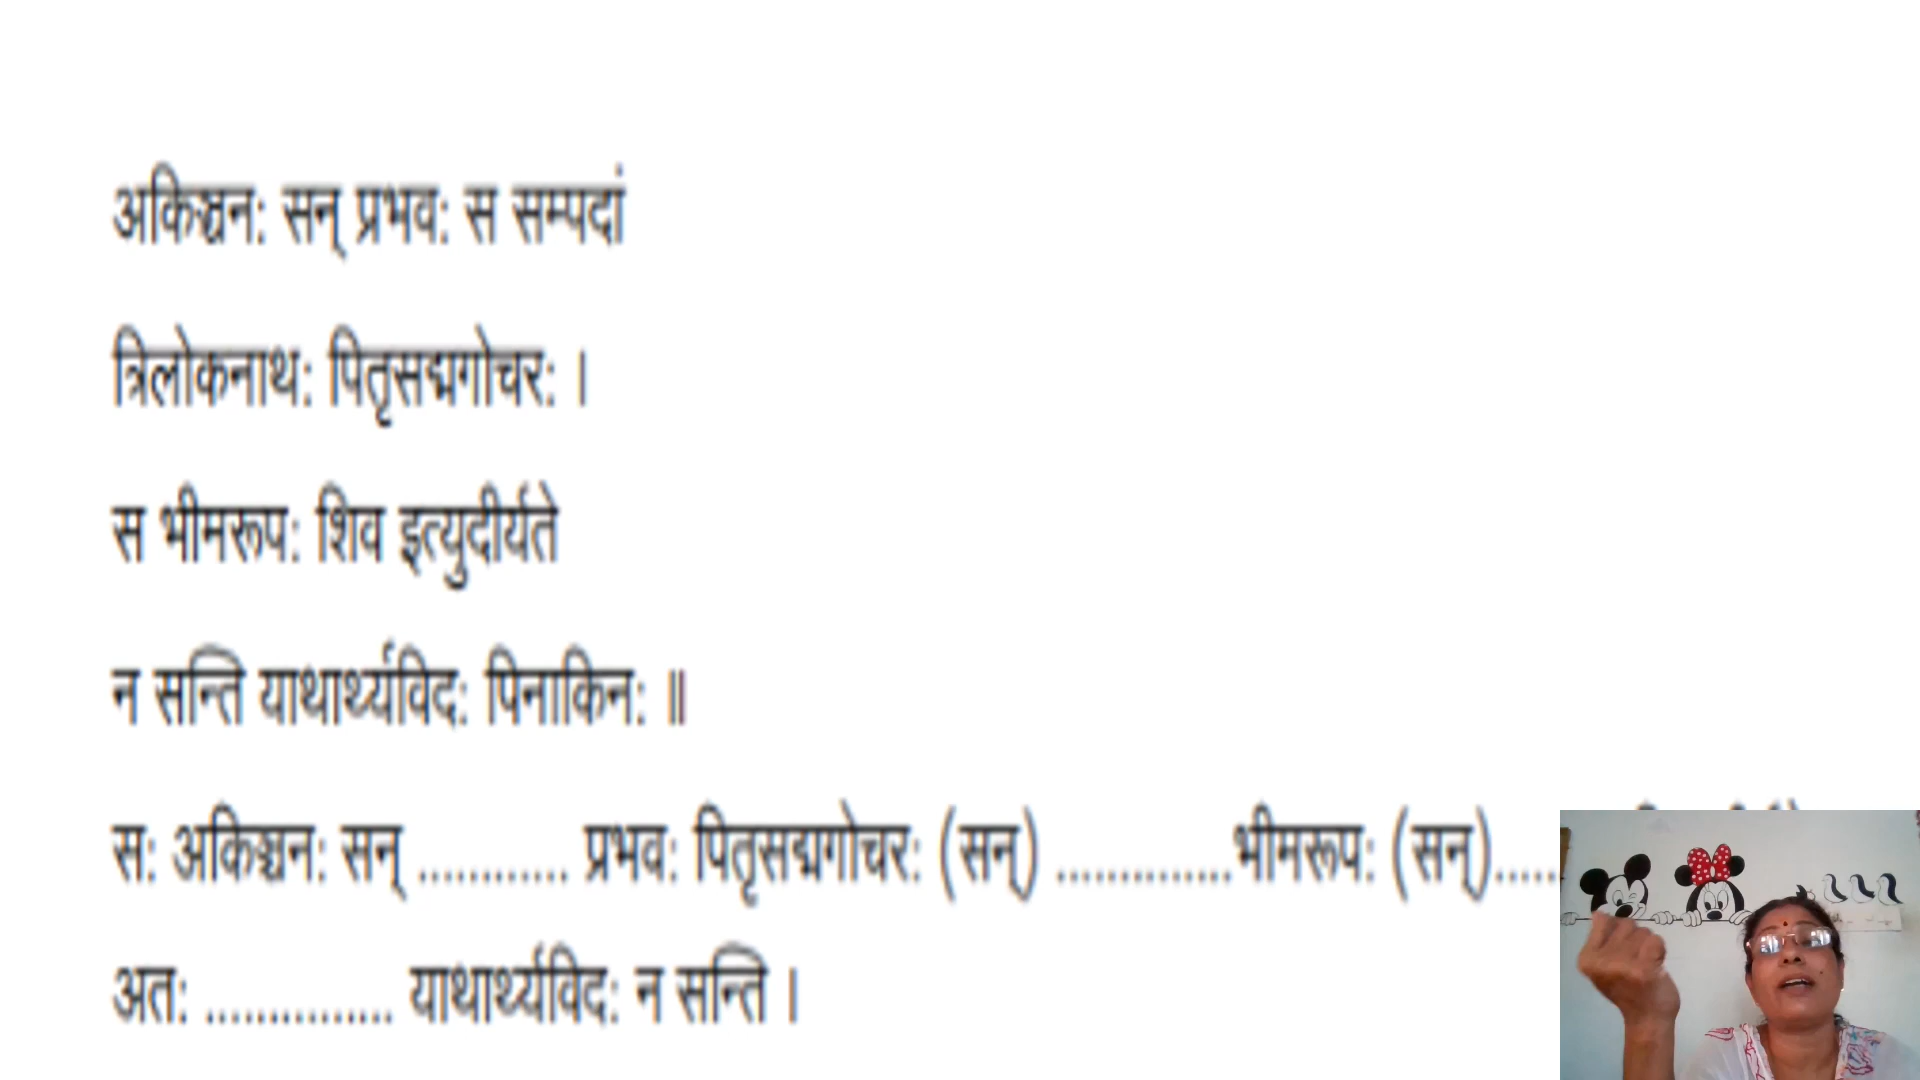 अकिञ्चन: सन् प्रभव: स सम्पदां
त्रिलोकनाथ: पितृसद्मगोचर: ।
स भीमरूप: शिव इत्युदीर्यते
न सन्ति याथार्थ्यविद: पिनाकिन: ॥
स: अकिञ्चन: सन् ............ प्रभव: पितृसद्मगोचर: (सन्) ..............भीमरूप: (सन्).....
अत: ............... याथार्थ्यविद: न सन्ति ।